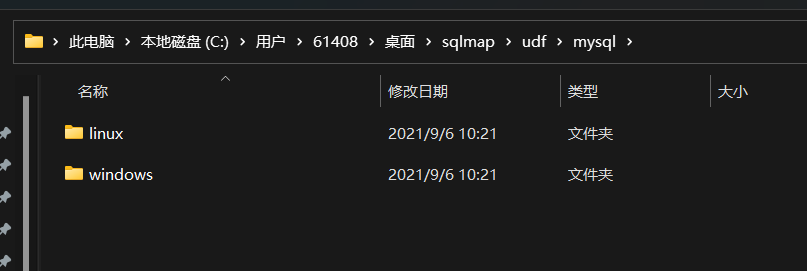 此电脑 › 本地磁盘 (C:) › 用户 › 61408 › 桌面 › sqlmap › udf › mysql ›
名称 修改日期 类型 大小
linux 2021/9/6 10:21 文件夹
windows 2021/9/6 10:21 文件夹